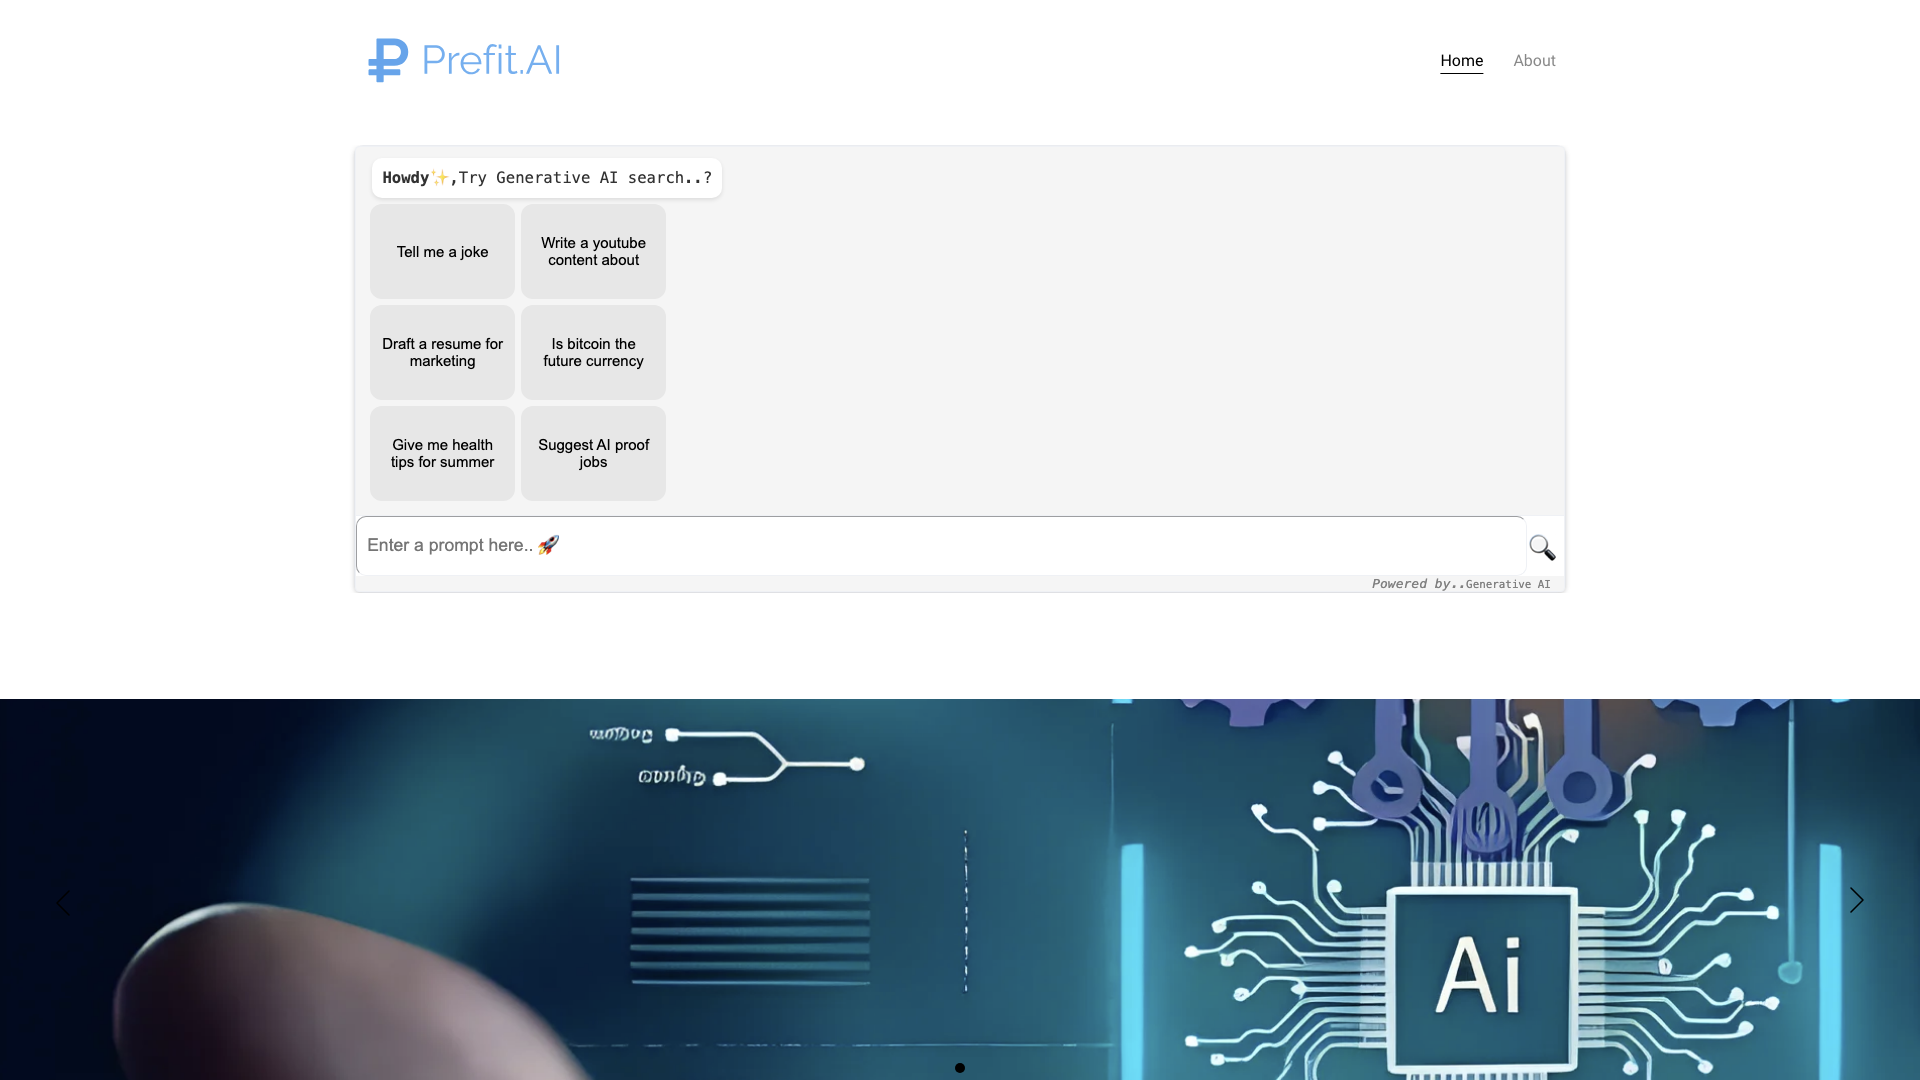 Prefit.AI
Home
About
Howdy✨,Try Generative AI search..?
Tell me a joke
Write a youtube
content about
Draft a resume for
marketing
Is bitcoin the
future currency
Give me health
tips for summer
Suggest AI proof
jobs
Enter a prompt here.. 🚀
Powered by..Generative AI
Ai